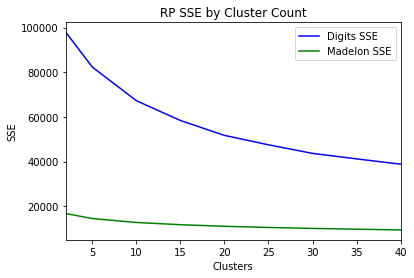 RP SSE by Cluster Count
Digits SSE
Madelon SSE
SSE
100000
80000
60000
40000
20000
5 10 15 20 25 30 35 40
Clusters